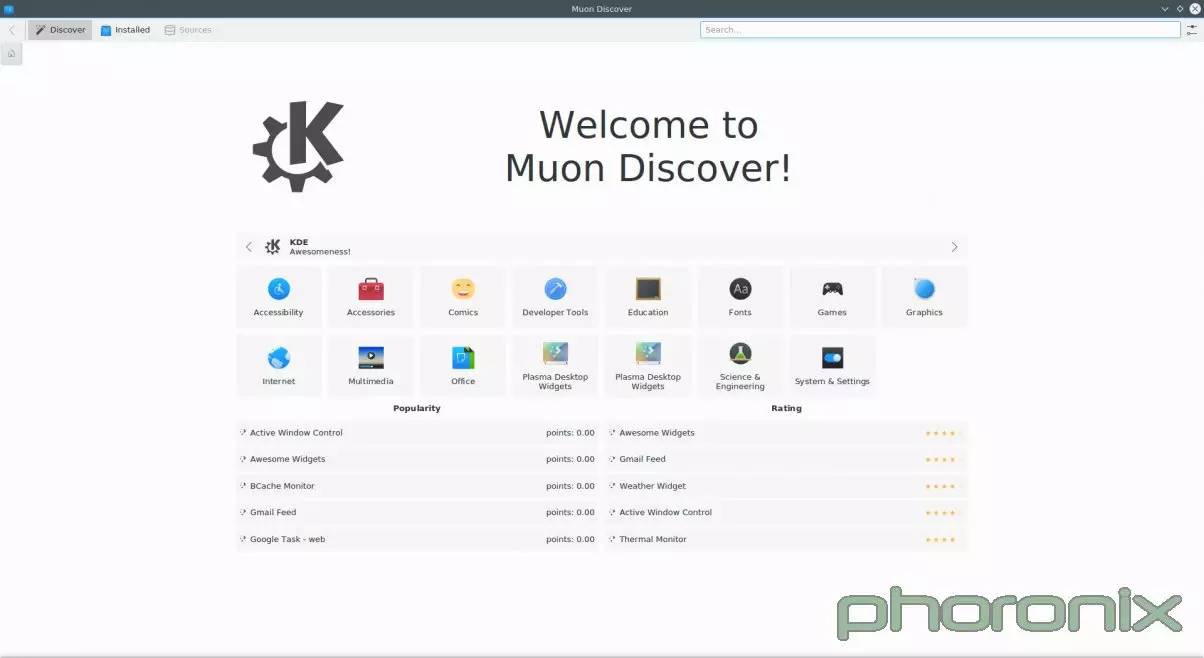 Muon Discover
Discover
Installed
Sources
Search...
Welcome to
Muon Discover!
KDE
Awesomeness!
Accessibility
Accessories
Comics
Developer Tools
Education
Fonts
Games
Graphics
Internet
Multimedia
Office
Plasma Desktop
Widgets
Plasma Desktop
Widgets
Science &
Engineering
System & Settings
Popularity
Active Window Control points: 0.00
Awesome Widgets points: 0.00
BCache Monitor points: 0.00
Gmail Feed points: 0.00
Google Task - web points: 0.00
Rating
Awesome Widgets
Gmail Feed
Weather Widget
Active Window Control
Thermal Monitor
phoronix